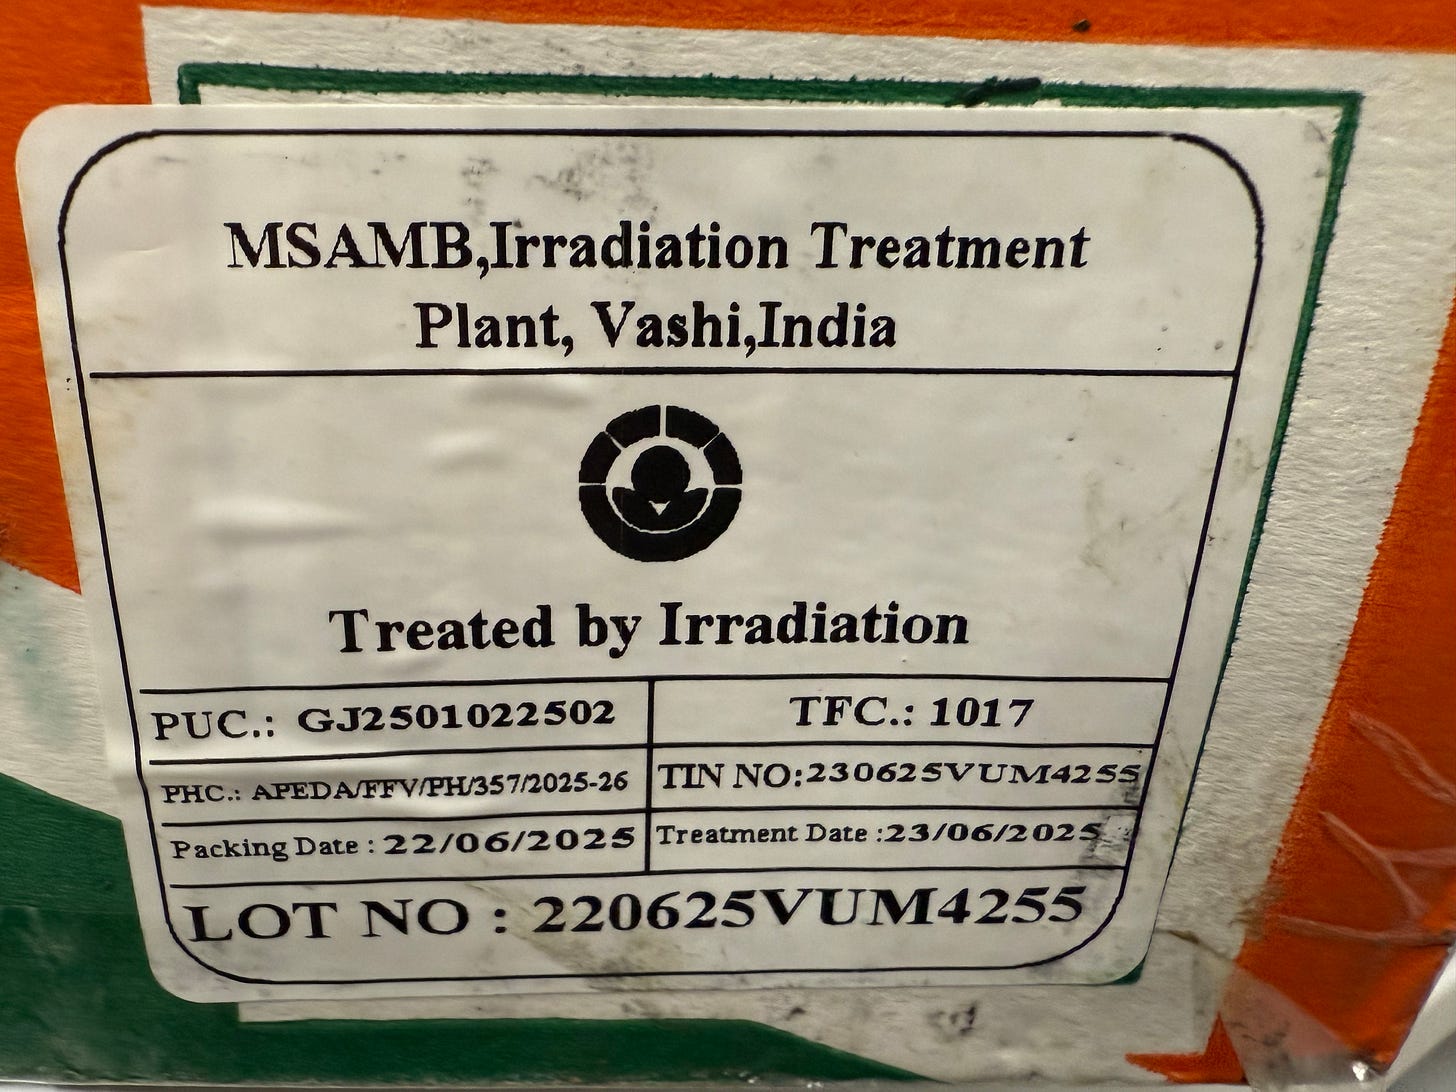 MSAMB,Irradiation Treatment
Plant, Vashi,India
Treated by Irradiation
PUC.: GJ2501022502
TFC.: 1017
PHC.: APEDA/FFV/PH/357/2025-26
TIN NO:230625VUM4255
Packing Date : 22/06/2025
Treatment Date :23/06/2025
LOT NO : 220625VUM4255